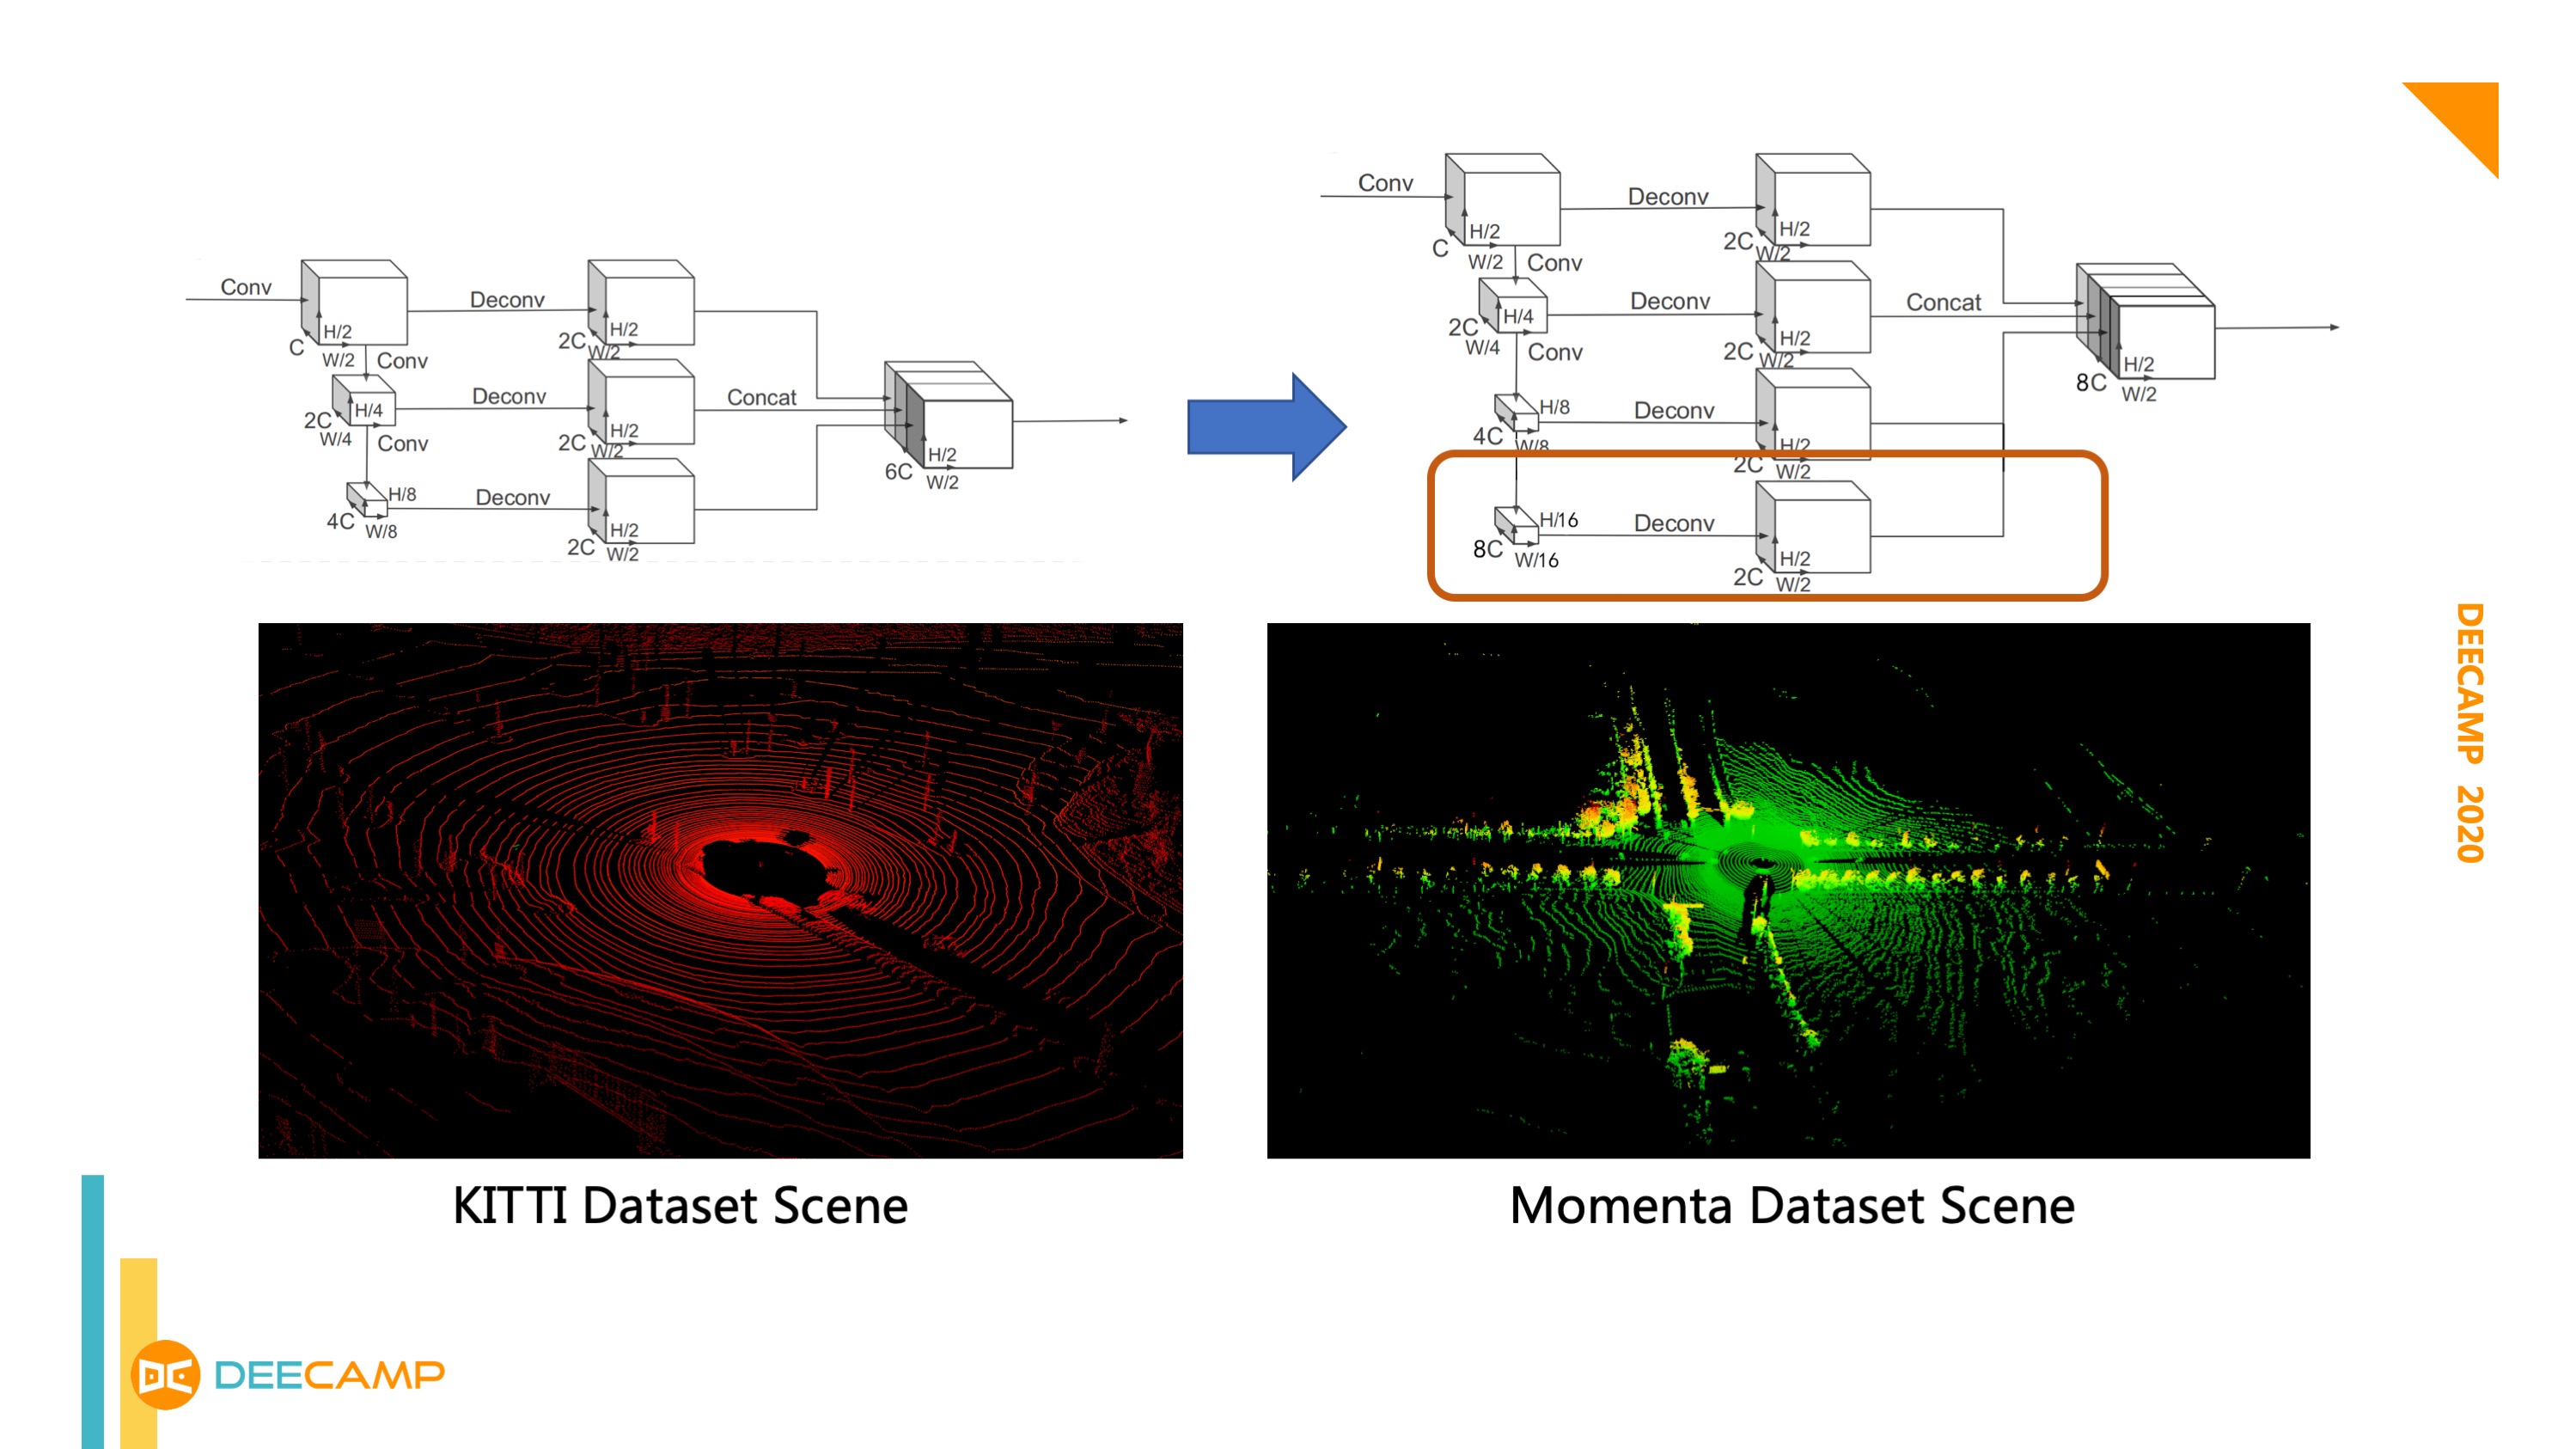 Conv
H/2
C
W/2
Conv
Deconv
H/2
2C
W/2
H/4
2C
W/4
Conv
Deconv
H/2
2C
W/2
Concat
H/8
4C
W/8
Deconv
H/2
2C
W/2
H/2
6C
W/2
Conv
H/2
C
W/2
Conv
Deconv
H/2
2C
W/2
H/4
2C
W/4
Conv
Deconv
H/2
2C
W/2
Concat
H/8
4C
W/8
Deconv
H/2
2C
W/2
H/16
8C
W/16
Deconv
H/2
2C
W/2
H/2
8C
W/2
KITTI Dataset Scene
Momenta Dataset Scene
DEECAMP 2020
DEECAMP